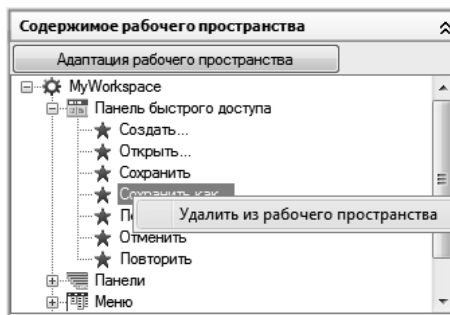 Содержимое рабочего пространства
Адаптация рабочего пространства
MyWorkspace
Панель быстрого доступа
Создать...
Открыть...
Сохранить
Сохранить как...
Удалить из рабочего пространства
Отменить
Повторить
Панели
Меню